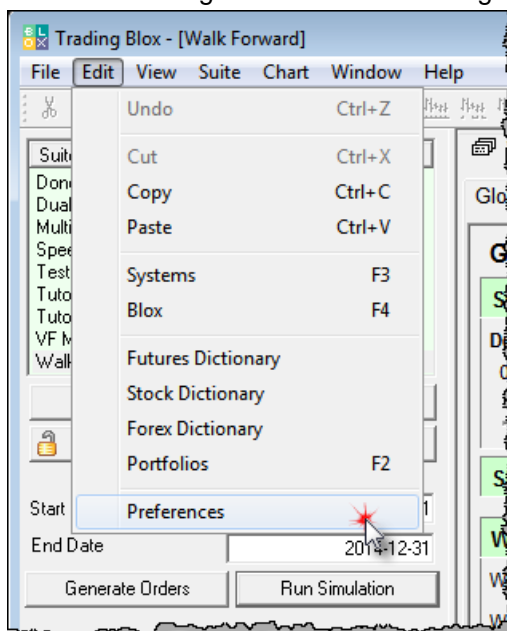 Trading Blox - [Walk Forward]
File Edit View Suite Chart Window Help
Undo Ctrl+Z
Cut Ctrl+X
Copy Ctrl+C
Paste Ctrl+V
Systems F3
Blox F4
Futures Dictionary
Stock Dictionary
Forex Dictionary
Portfolios F2
Preferences
Start
End Date 2014-12-31
Generate Orders Run Simulation